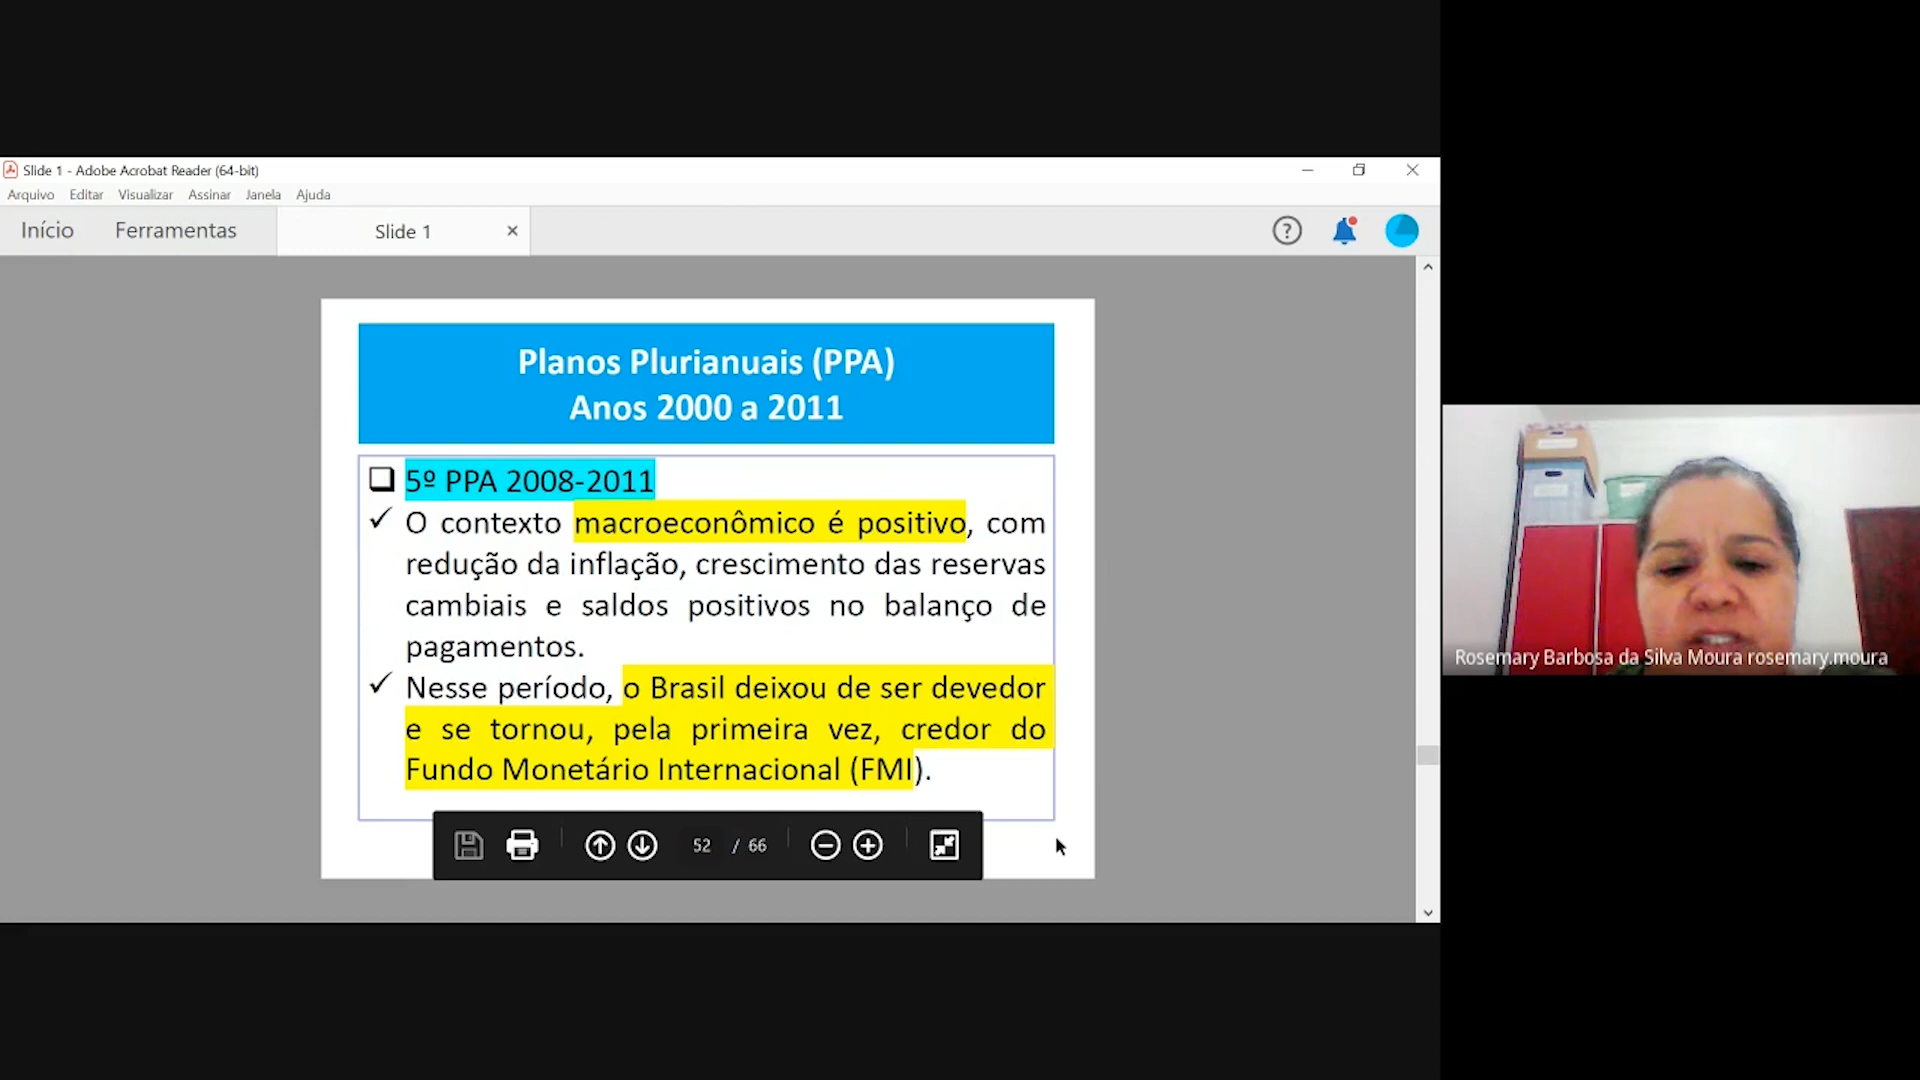 Slide 1 - Adobe Acrobat Reader (64-bit)
Arquivo Editar Visualizar Assinar Janela Ajuda
Início Ferramentas Slide 1
Planos Plurianuais (PPA)
Anos 2000 a 2011
5º PPA 2008-2011
O contexto macroeconômico é positivo, com
redução da inflação, crescimento das reservas
cambiais e saldos positivos no balanço de
pagamentos.
Nesse período, o Brasil deixou de ser devedor
e se tornou, pela primeira vez, credor do
Fundo Monetário Internacional (FMI).
52 / 66
Rosemary Barbosa da Silva Moura rosemary.moura